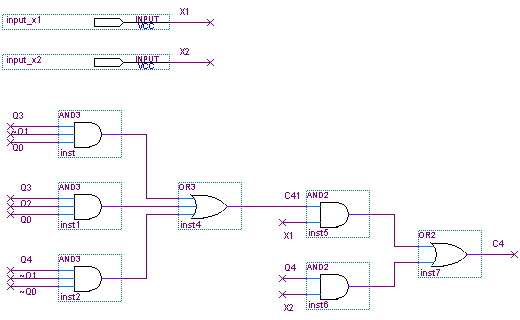 X1
input_x1 INPUT
VCC
X2
input_x2 INPUT
VCC
Q3 AND3
~Q1
Q0
inst
Q3 AND3 OR3
Q2 C41 AND2
Q0 inst1 inst4
X1 inst5
OR2
C4
Q4 AND3 Q4 AND2
~Q1 inst7
~Q0 inst2
X2 inst6